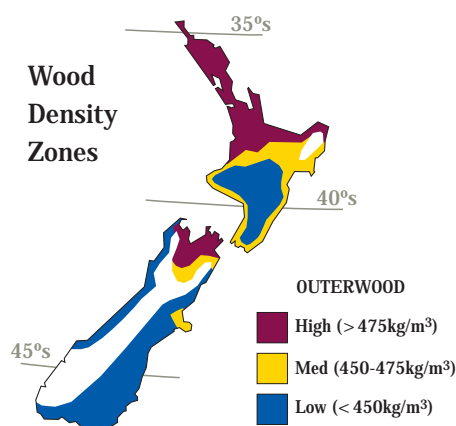 35ºs
Wood
Density
Zones
40ºs
OUTERWOOD
High (>475kg/m³)
45ºs
Med (450-475kg/m³)
Low (<450kg/m³)